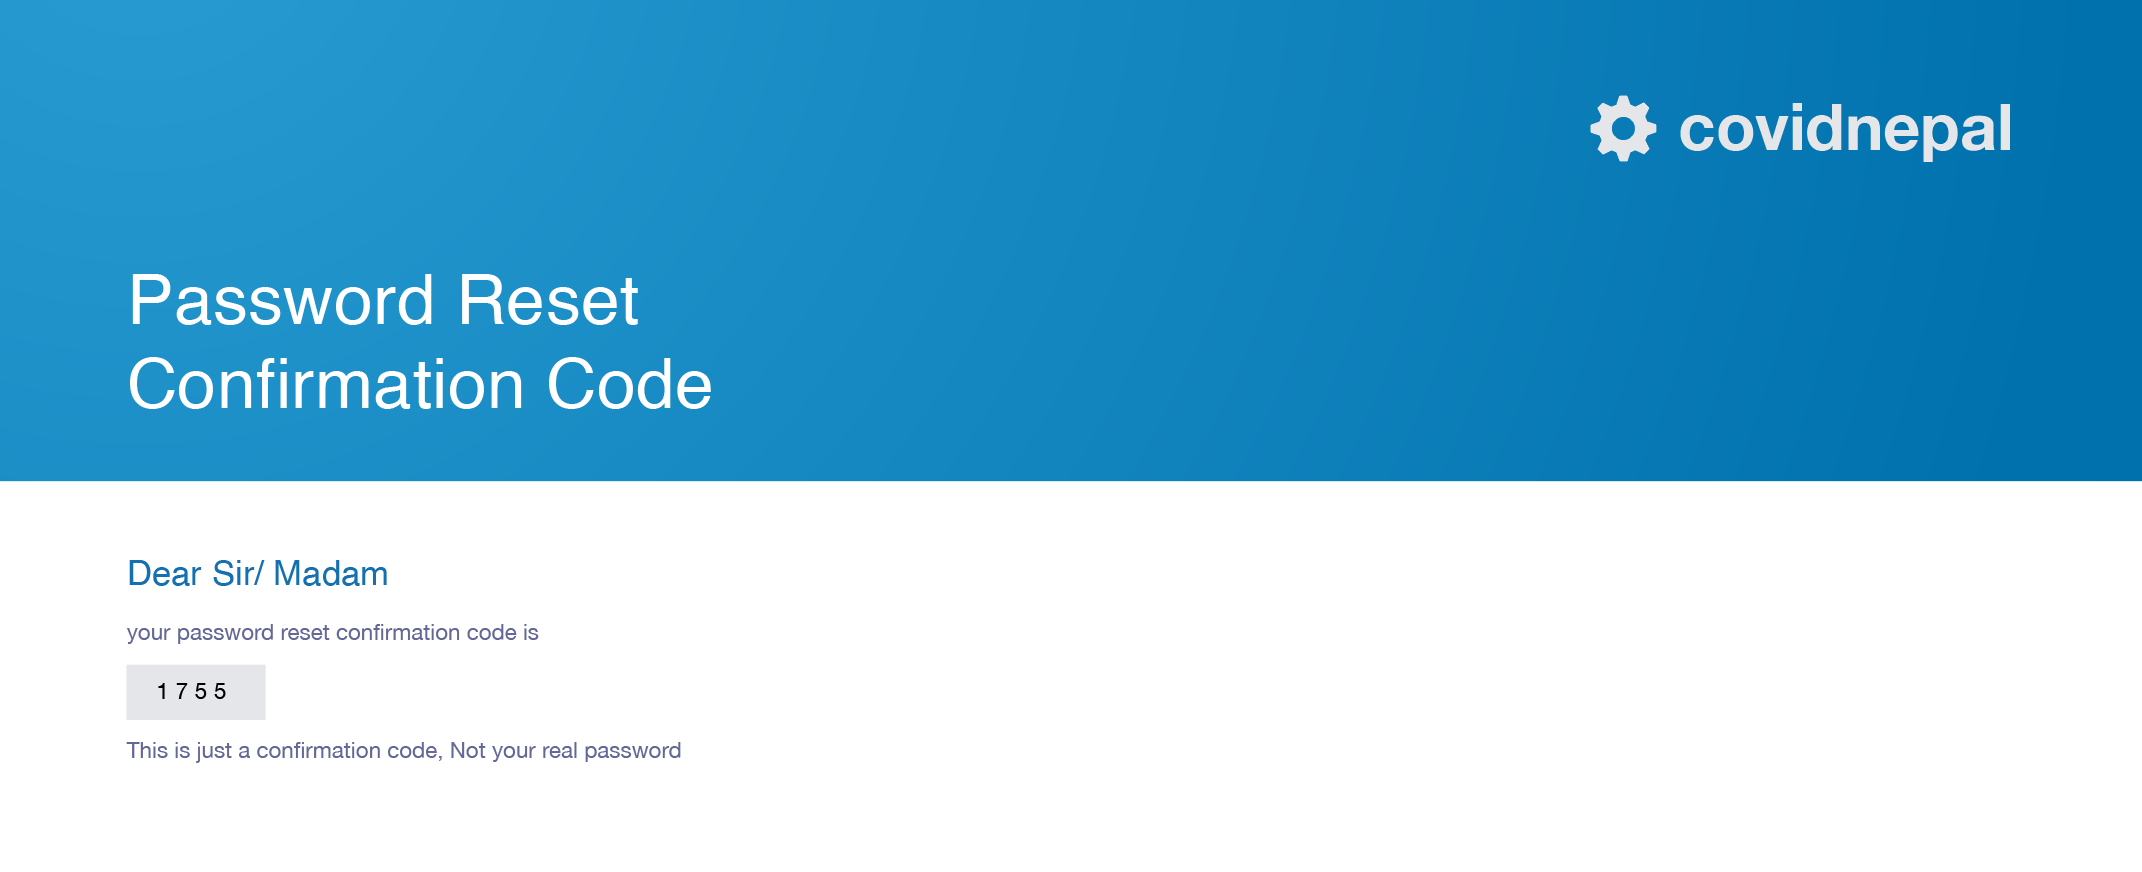 covidnepal
Password Reset
Confirmation Code
Dear Sir/ Madam
your password reset confirmation code is
1 7 5 5
This is just a confirmation code, Not your real password